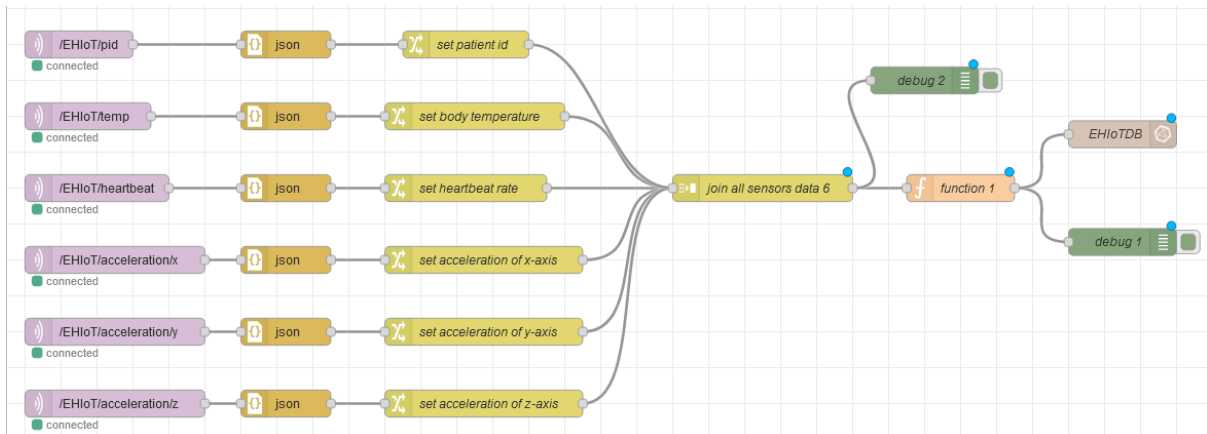 /EHIoT/pid
json
set patient id
connected
debug 2
/EHIoT/temp
json
set body temperature
connected
EHIoTDB
/EHIoT/heartbeat
json
set heartbeat rate
join all sensors data 6
function 1
connected
debug 1
/EHIoT/acceleration/x
json
set acceleration of x-axis
connected
/EHIoT/acceleration/y
json
set acceleration of y-axis
connected
/EHIoT/acceleration/z
json
set acceleration of z-axis
connected